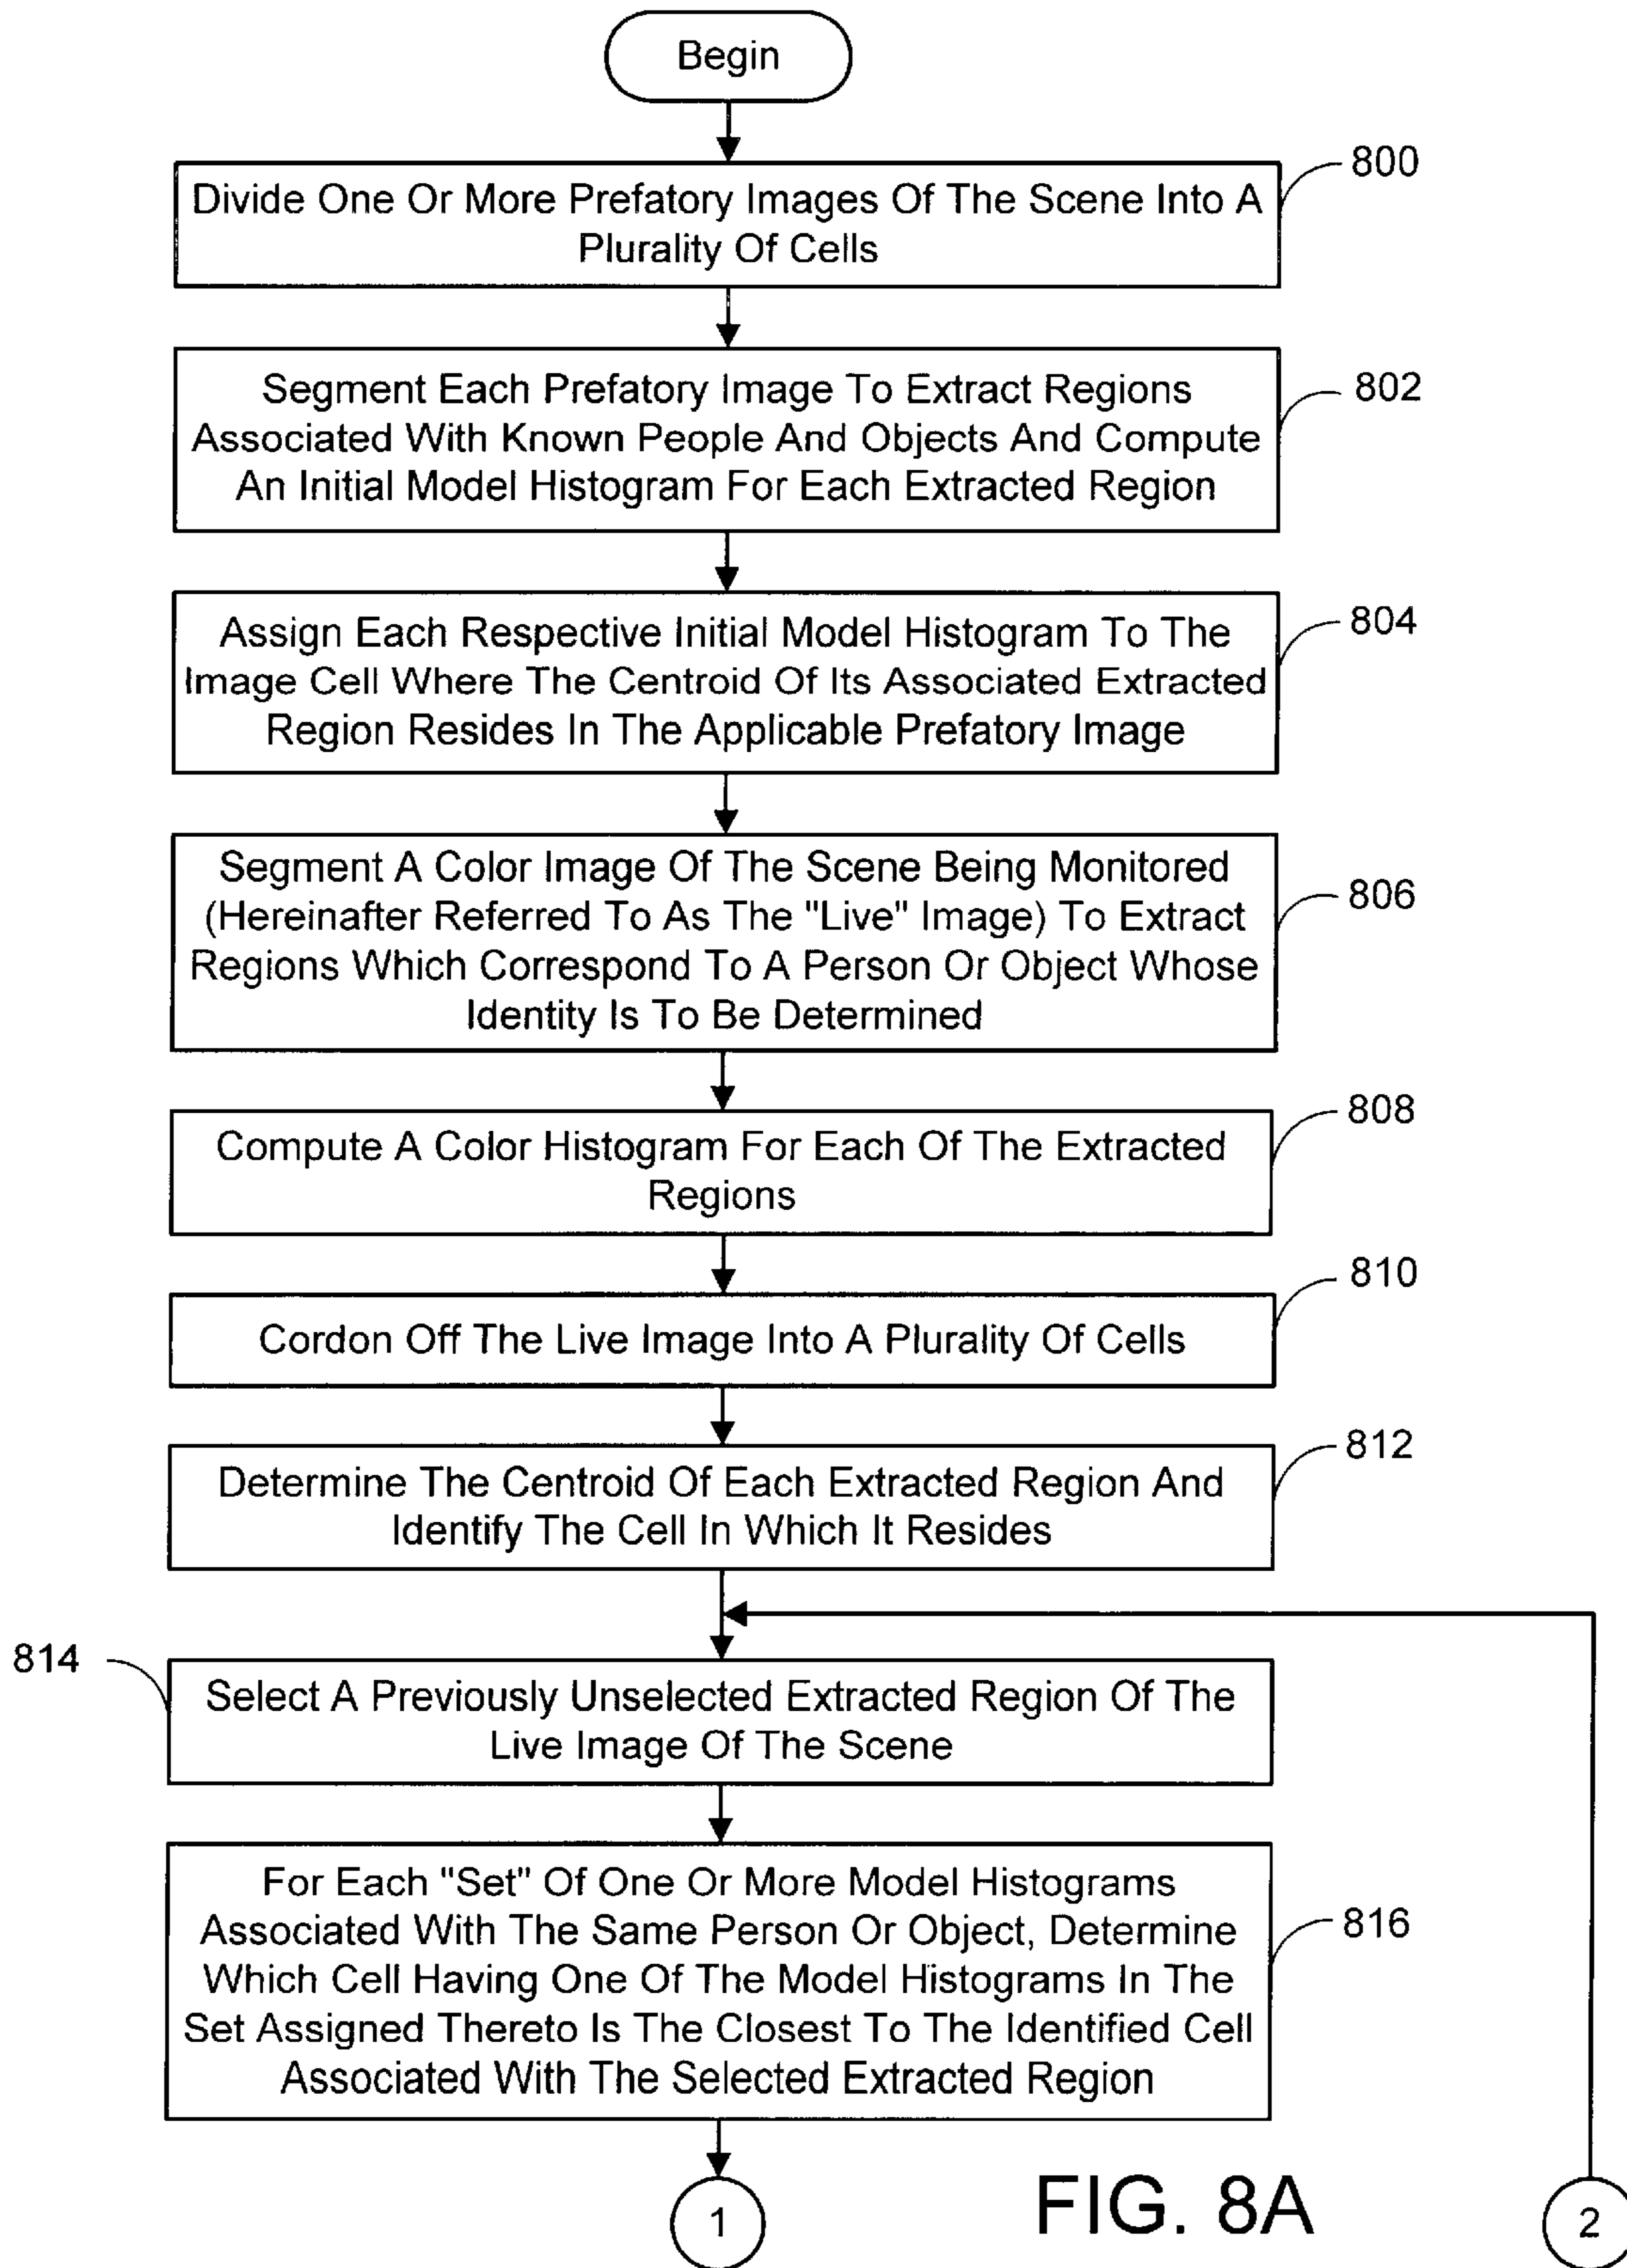 Begin
800
Divide One Or More Prefatory Images Of The Scene Into A
Plurality Of Cells
802
Segment Each Prefatory Image To Extract Regions
Associated With Known People And Objects And Compute
An Initial Model Histogram For Each Extracted Region
804
Assign Each Respective Initial Model Histogram To The
Image Cell Where The Centroid Of Its Associated Extracted
Region Resides In The Applicable Prefatory Image
806
Segment A Color Image Of The Scene Being Monitored
(Hereinafter Referred To As The "Live" Image) To Extract
Regions Which Correspond To A Person Or Object Whose
Identity Is To Be Determined
808
Compute A Color Histogram For Each Of The Extracted
Regions
810
Cordon Off The Live Image Into A Plurality Of Cells
812
Determine The Centroid Of Each Extracted Region And
Identify The Cell In Which It Resides
814
Select A Previously Unselected Extracted Region Of The
Live Image Of The Scene
816
For Each "Set" Of One Or More Model Histograms
Associated With The Same Person Or Object, Determine
Which Cell Having One Of The Model Histograms In The
Set Assigned Thereto Is The Closest To The Identified Cell
Associated With The Selected Extracted Region
1
FIG. 8A
2